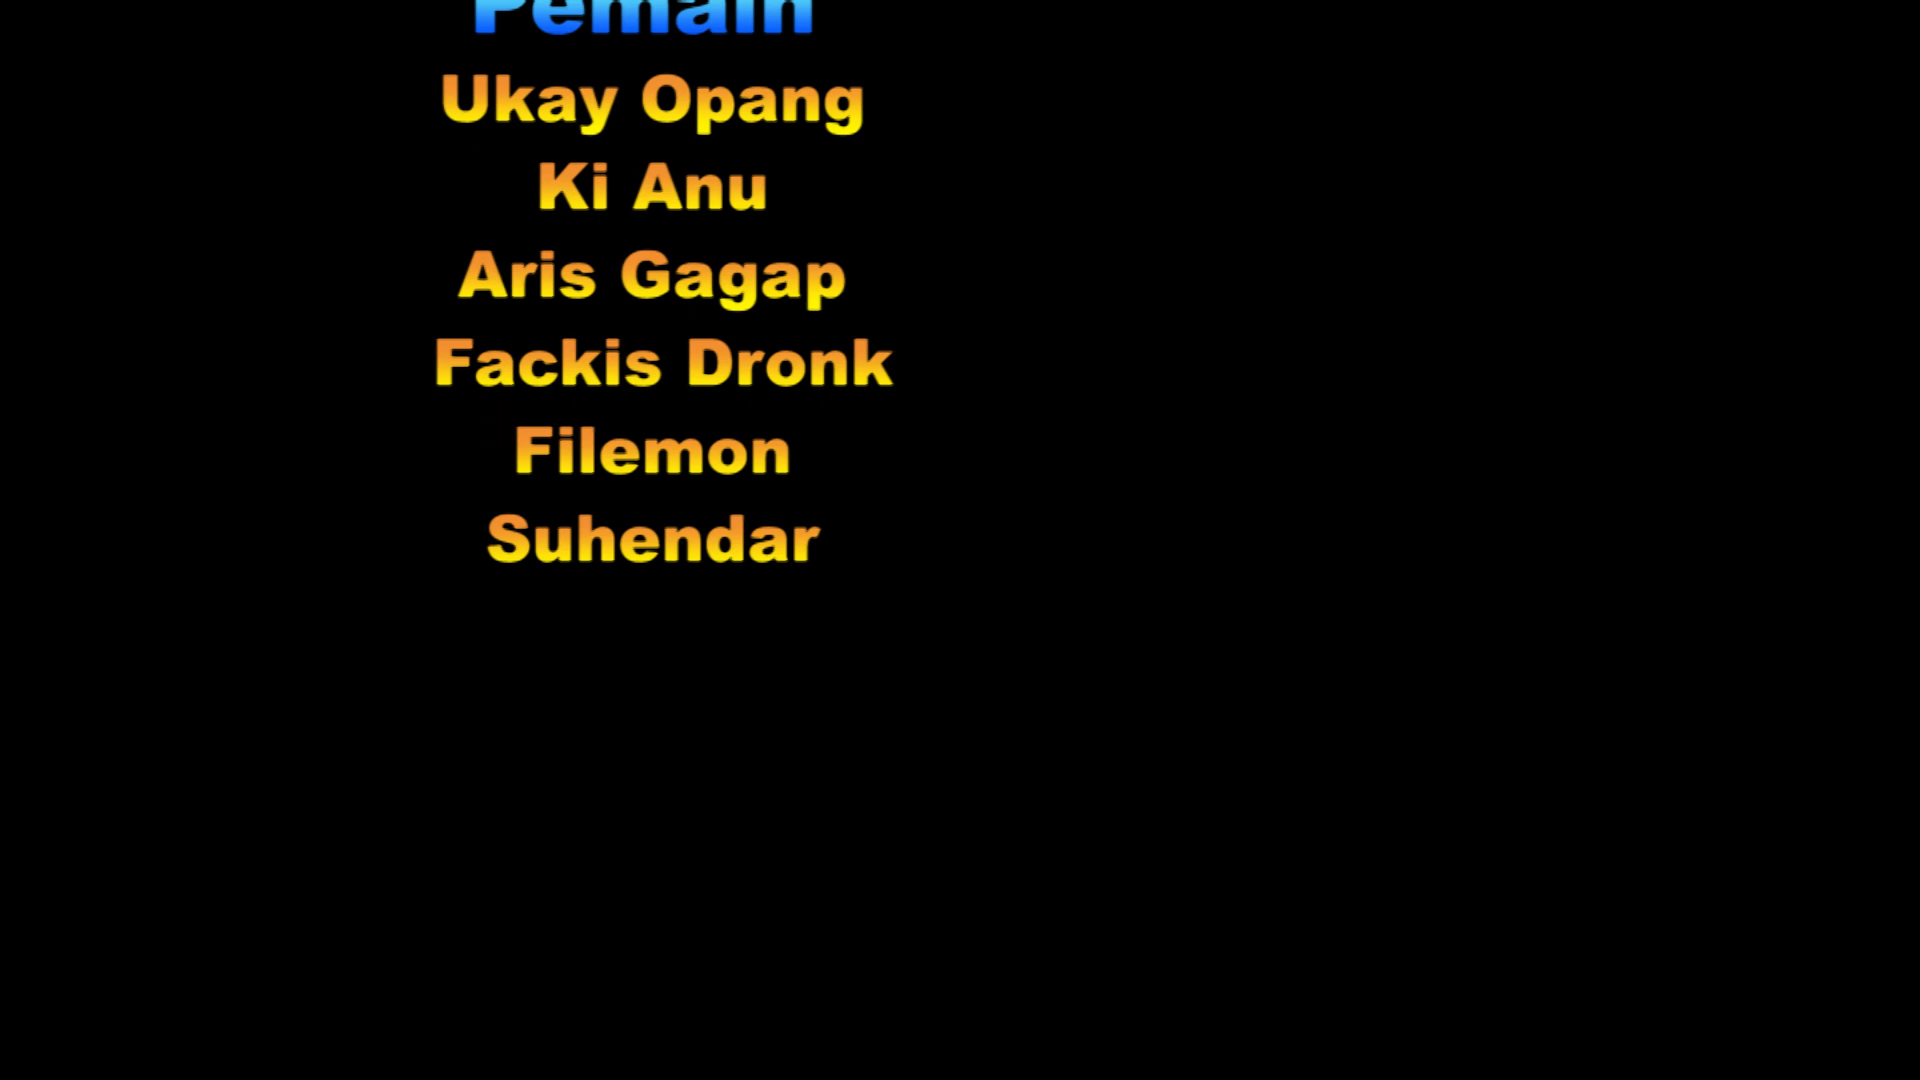 Pemain
Ukay Opang
Ki Anu
Aris Gagap
Fackis Dronk
Filemon
Suhendar